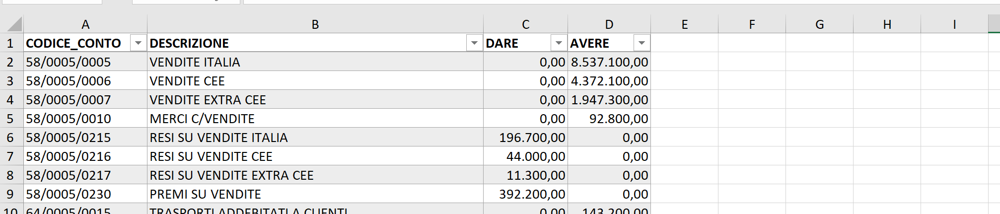 A B C D E F G H I
1 CODICE_CONTO DESCRIZIONE DARE AVERE
2 58/0005/0005 VENDITE ITALIA 0,00 8.537.100,00
3 58/0005/0006 VENDITE CEE 0,00 4.372.100,00
4 58/0005/0007 VENDITE EXTRA CEE 0,00 1.947.300,00
5 58/0005/0010 MERCI C/VENDITE 0,00 92.800,00
6 58/0005/0215 RESI SU VENDITE ITALIA 196.700,00 0,00
7 58/0005/0216 RESI SU VENDITE CEE 44.000,00 0,00
8 58/0005/0217 RESI SU VENDITE EXTRA CEE 11.300,00 0,00
9 58/0005/0230 PREMI SU VENDITE 392.200,00 0,00
10 64/0005/0015 TRASPORTI ADDEBITATI A CLIENTI 0,00 143.200,00